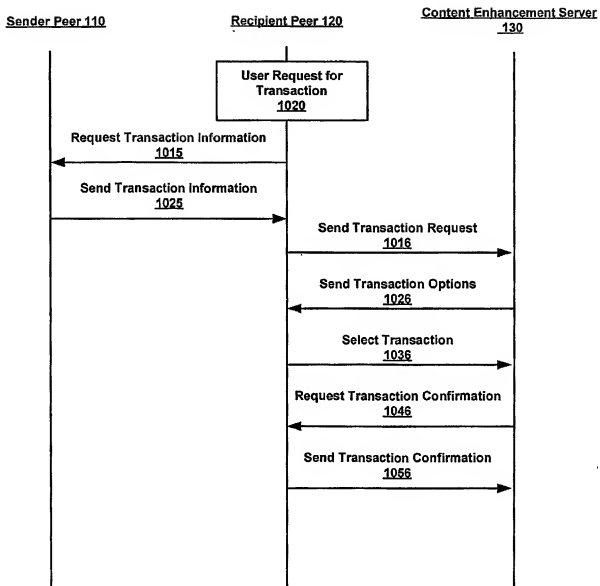 Sender Peer 110
Recipient Peer 120
Content Enhancement Server
130
User Request for
Transaction
1020
Request Transaction Information
1015
Send Transaction Information
1025
Send Transaction Request
1016
Send Transaction Options
1026
Select Transaction
1036
Request Transaction Confirmation
1046
Send Transaction Confirmation
1056